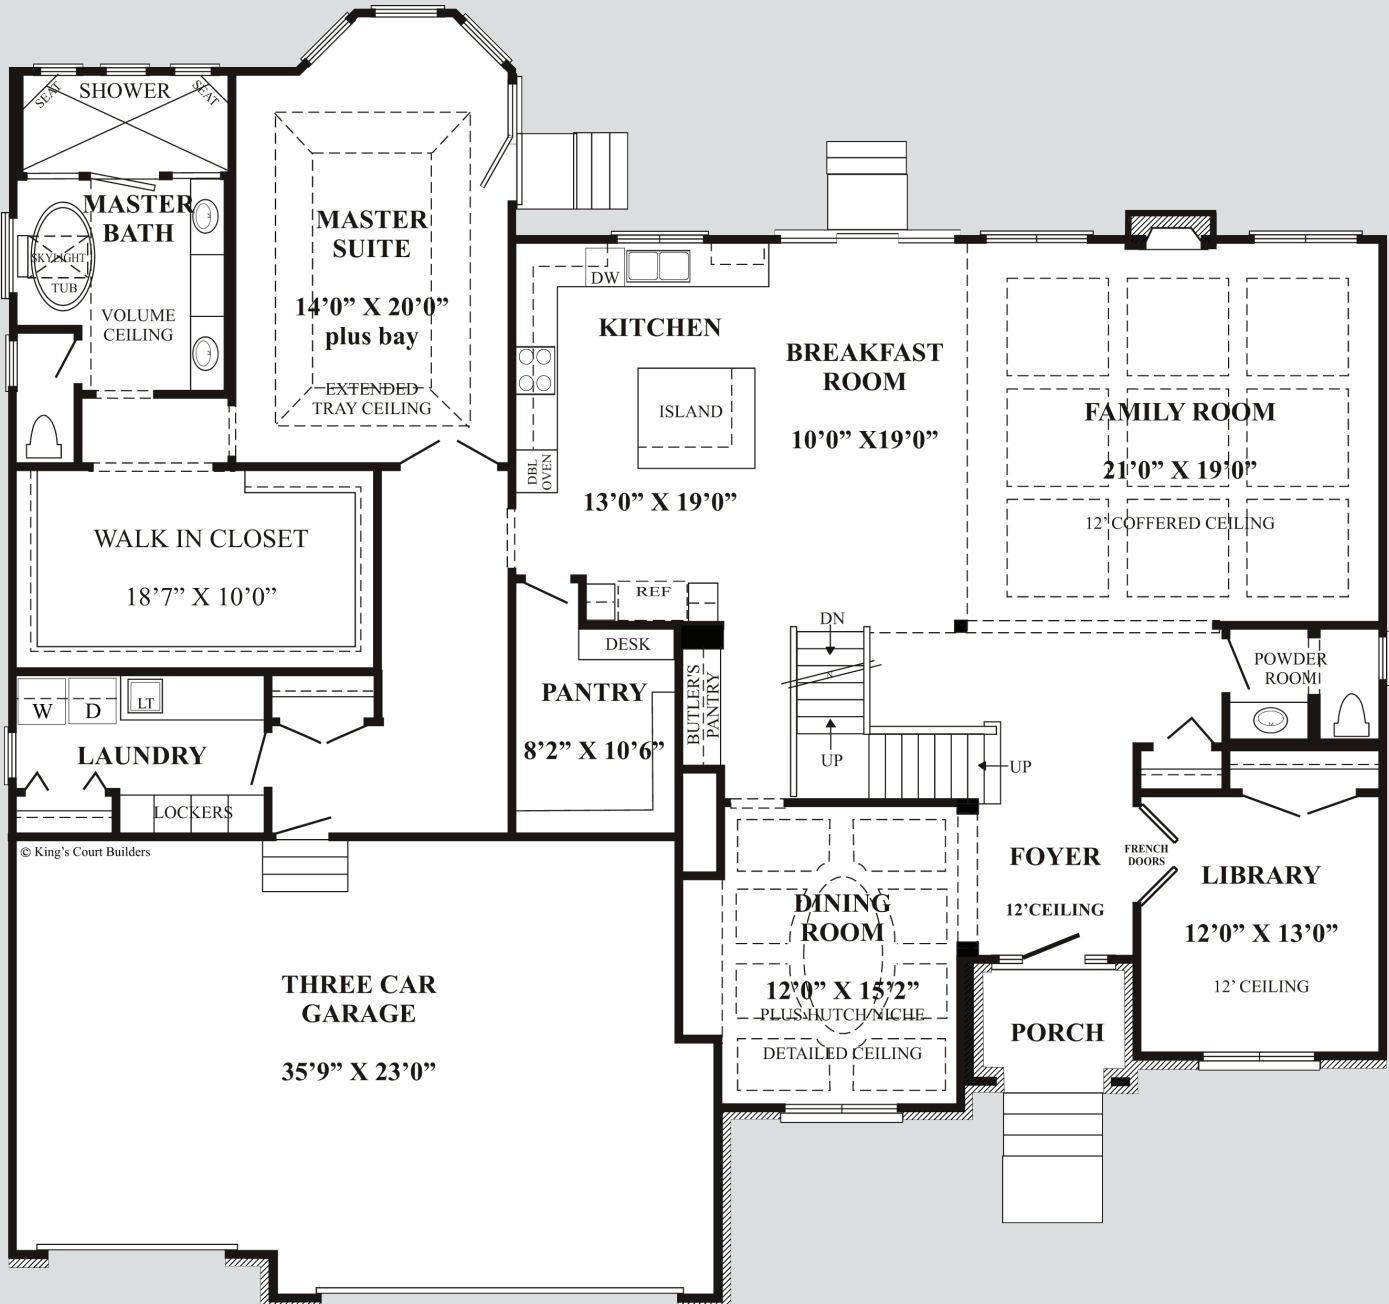 SHOWER
SEAT
SEAT
MASTER
BATH
SKYLIGHT
TUB
VOLUME
CEILING
MASTER
SUITE
14’0” X 20’0”
plus bay
EXTENDED
TRAY CEILING
DW
KITCHEN
ISLAND
DBL
OVEN
13’0” X 19’0”
REF
BREAKFAST
ROOM
10’0” X19’0”
FAMILY ROOM
21’0” X 19’0”
12’ COFFERED CEILING
WALK IN CLOSET
18’7” X 10’0”
DESK
PANTRY
8’2” X 10’6”
BUTLER'S
PANTRY
DN
UP
UP
POWDER
ROOM
W
D
LT
LAUNDRY
LOCKERS
© King’s Court Builders
FOYER
12’CEILING
FRENCH
DOORS
LIBRARY
12’0” X 13’0”
12’ CEILING
DINING
ROOM
12’0” X 15’2”
PLUS HUTCH NICHE
DETAILED CEILING
PORCH
THREE CAR
GARAGE
35’9” X 23’0”